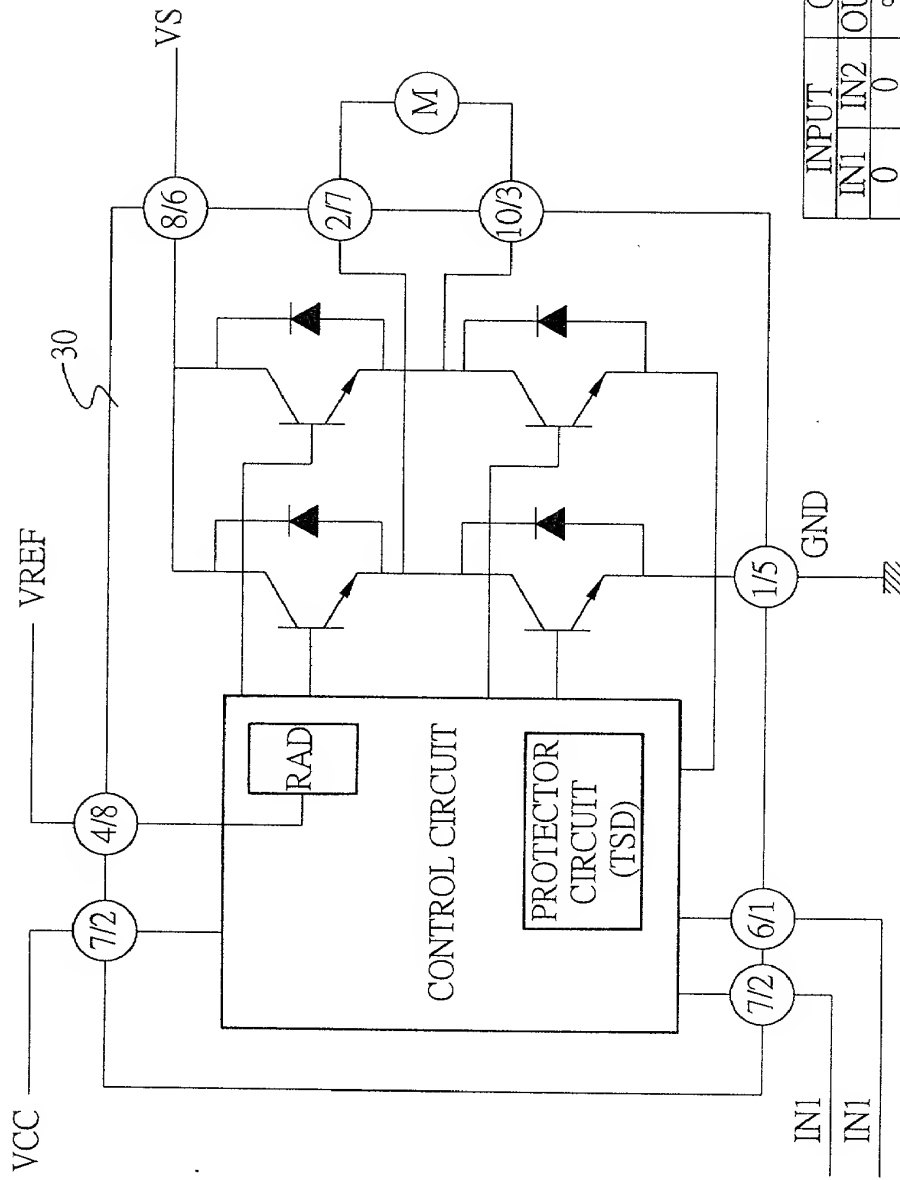 VCC
VREF
30
VS
7/2
4/8
8/6
RAD
2/7
M
CONTROL CIRCUIT
10/3
PROTECTOR
CIRCUIT
(TSD)
7/2
6/1
1/5
GND
IN1
IN1
INPUT
IN1 IN2
0 0